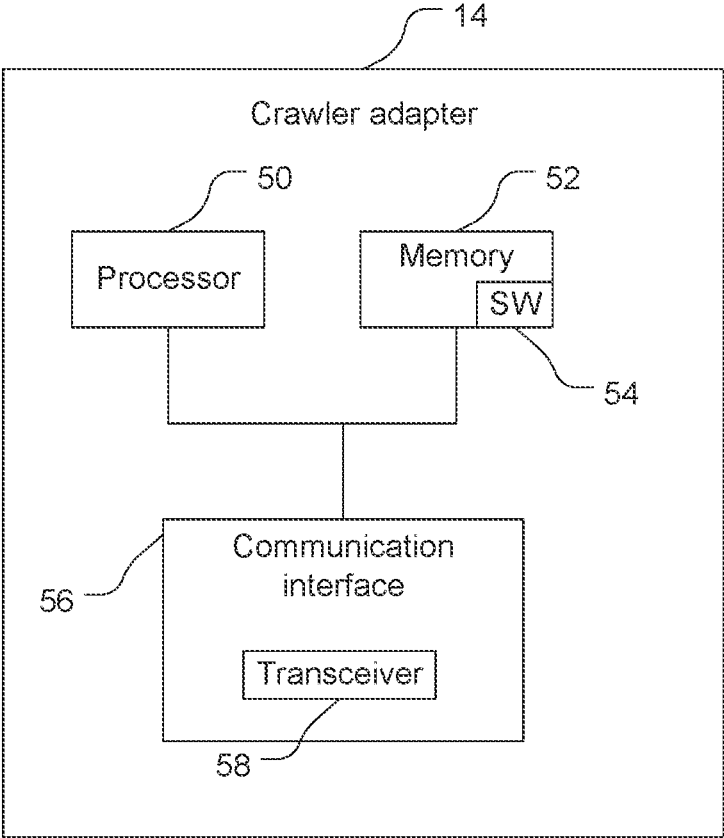 14
Crawler adapter
50
52
Processor
Memory
SW
54
Communication
interface
56
Transceiver
58